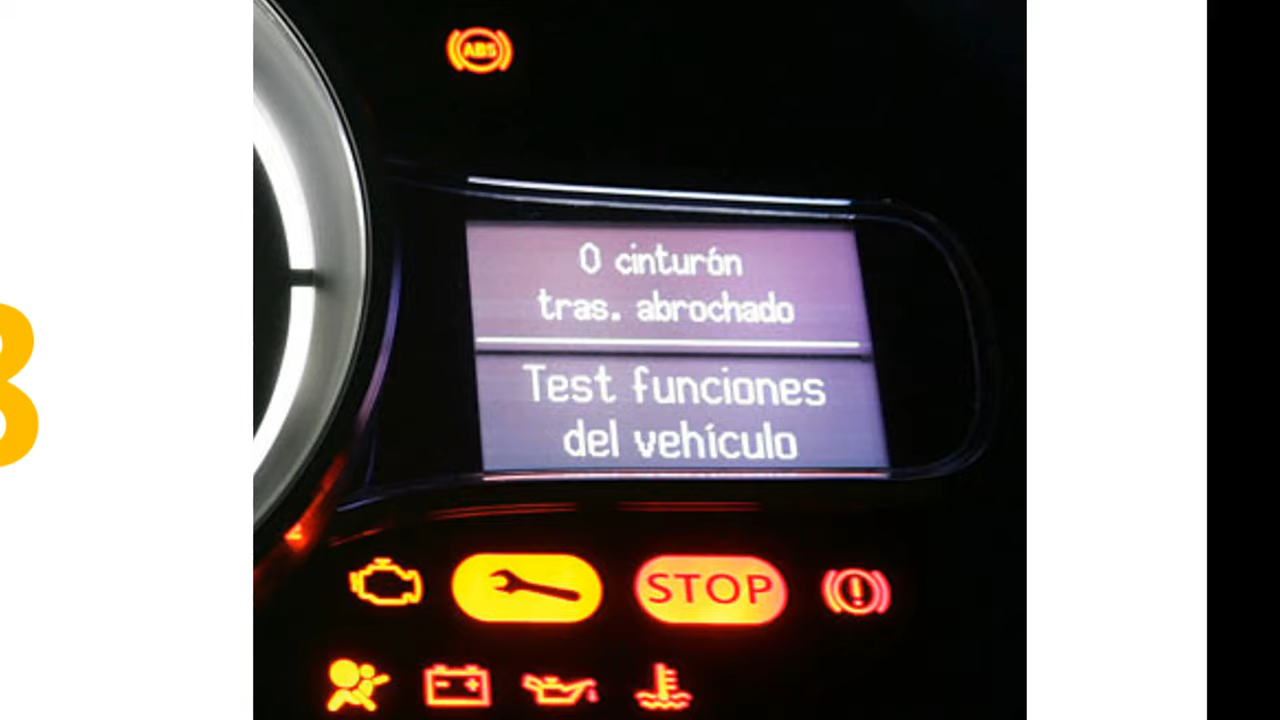 ABS
0 cinturón
tras. abrochado
Test funciones
del vehículo
STOP